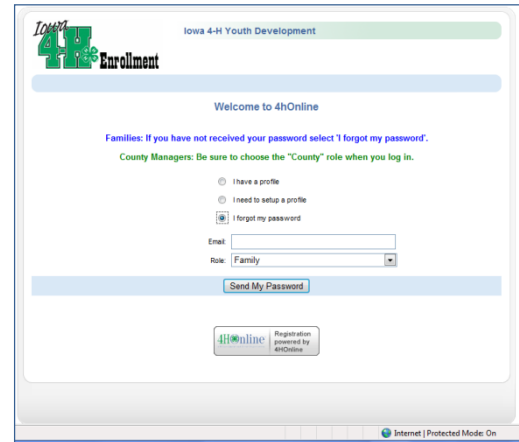 Iowa
4-H
Enrollment
Iowa 4-H Youth Development
Welcome to 4hOnline
Families: If you have not received your password select 'I forgot my password'.
County Managers: Be sure to choose the "County" role when you log in.
I have a profile
I need to setup a profile
I forgot my password
Email:
Role: Family
Send My Password
4HOnline
Registration
powered by
4HOnline
Internet | Protected Mode: On